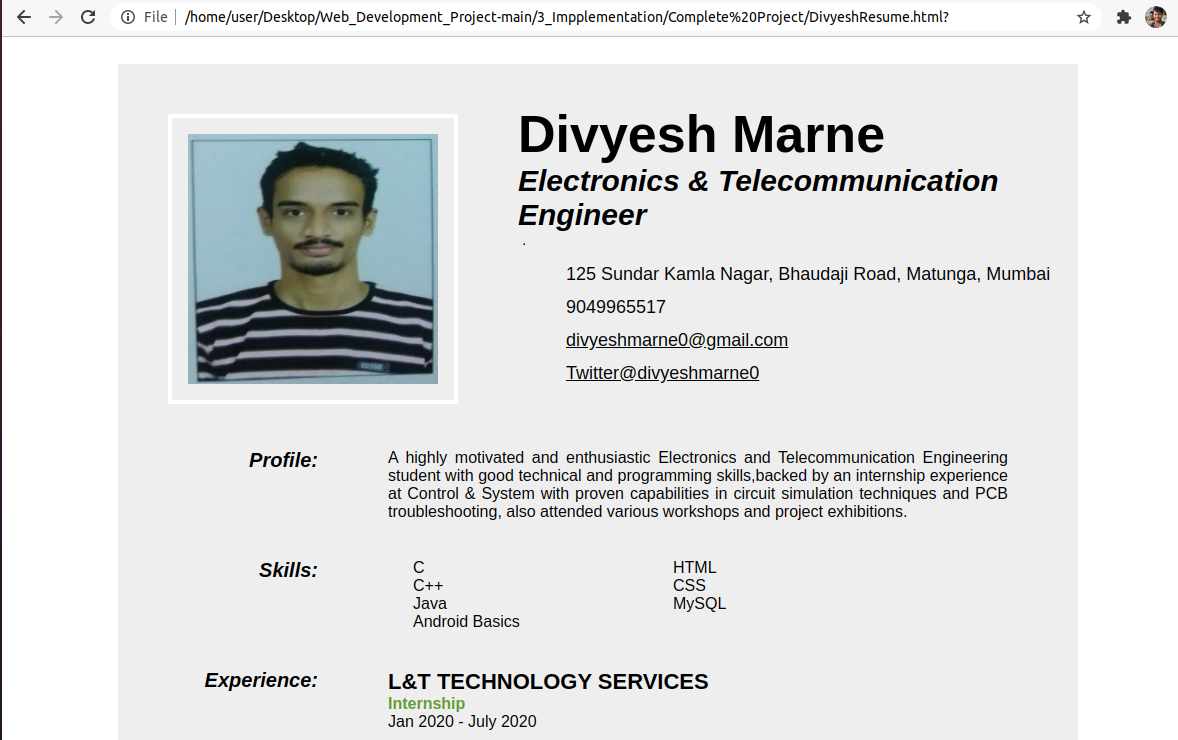 File
/home/user/Desktop/Web_Development_Project-main/3_Impplementation/Complete%20Project/DivyeshResume.html?
Divyesh Marne
Electronics & Telecommunication
Engineer
.
125 Sundar Kamla Nagar, Bhaudaji Road, Matunga, Mumbai
9049965517
divyeshmarne0@gmail.com
Twitter@divyeshmarne0
Profile:
A highly motivated and enthusiastic Electronics and Telecommunication Engineering
student with good technical and programming skills,backed by an internship experience
at Control & System with proven capabilities in circuit simulation techniques and PCB
troubleshooting, also attended various workshops and project exhibitions.
Skills:
C
C++
Java
Android Basics
HTML
CSS
MySQL
Experience:
L&T TECHNOLOGY SERVICES
Internship
Jan 2020 - July 2020